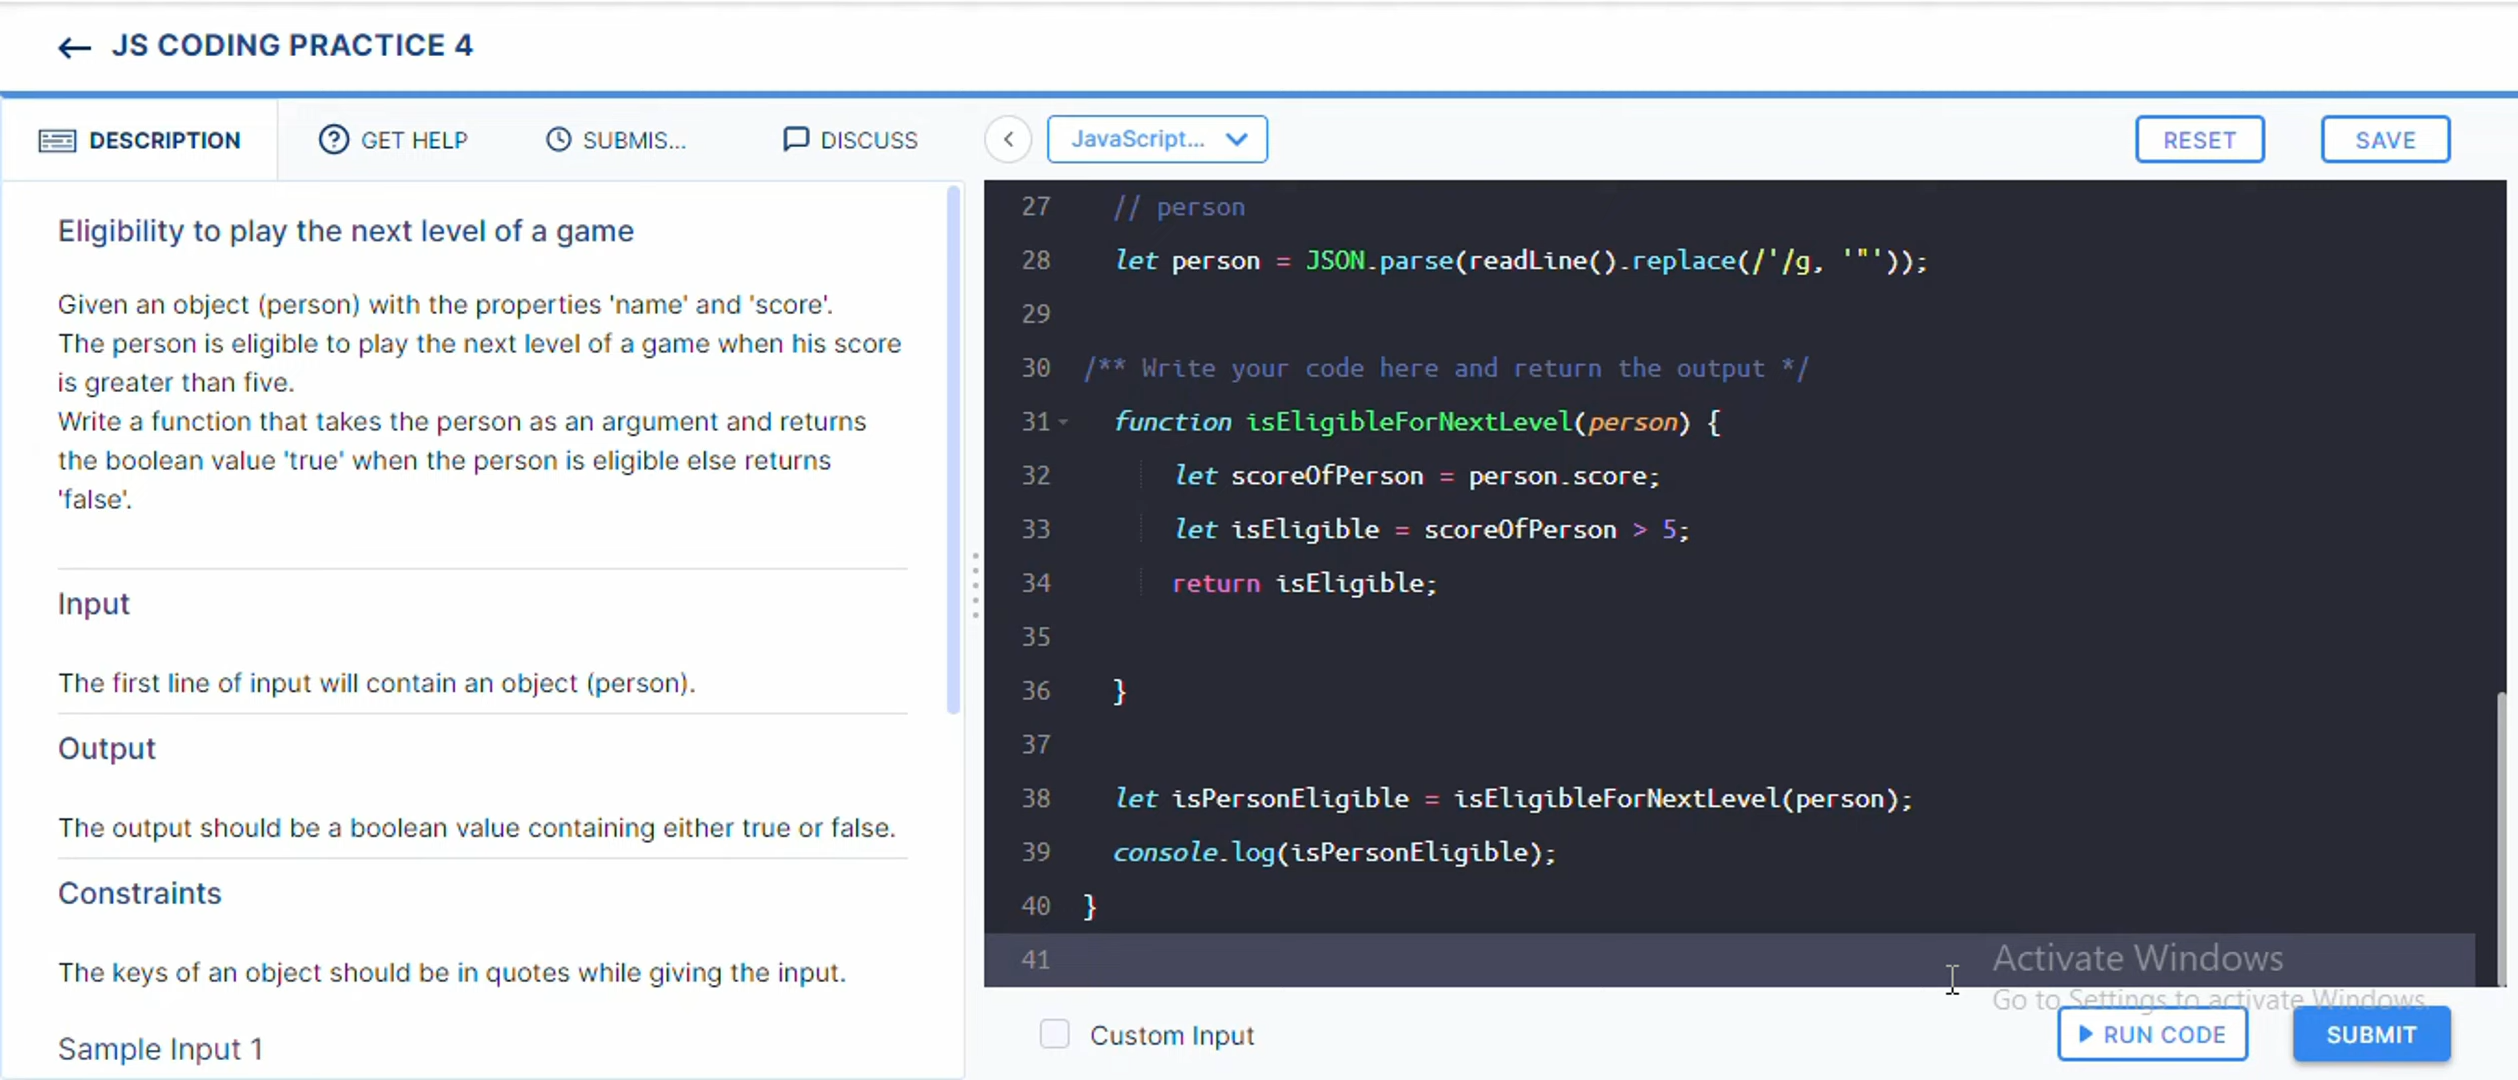 JS CODING PRACTICE 4
DESCRIPTION
GET HELP
SUBMIS...
DISCUSS
JavaScript...
RESET
SAVE
Eligibility to play the next level of a game
Given an object (person) with the properties 'name' and 'score'.
The person is eligible to play the next level of a game when his score
is greater than five.
Write a function that takes the person as an argument and returns
the boolean value 'true' when the person is eligible else returns
'false'.
Input
The first line of input will contain an object (person).
Output
The output should be a boolean value containing either true or false.
Constraints
The keys of an object should be in quotes while giving the input.
Sample Input 1
27 // person
28 let person = JSON.parse(readLine().replace(/'/g, '"'));
29
30 /** Write your code here and return the output */
31 function isEligibleForNextLevel(person) {
32 let scoreOfPerson = person.score;
33 let isEligible = scoreOfPerson > 5;
34 return isEligible;
35
36 }
37
38 let isPersonEligible = isEligibleForNextLevel(person);
39 console.log(isPersonEligible);
40 }
41
Activate Windows
Go to Settings to activate Windows.
Custom Input
RUN CODE
SUBMIT